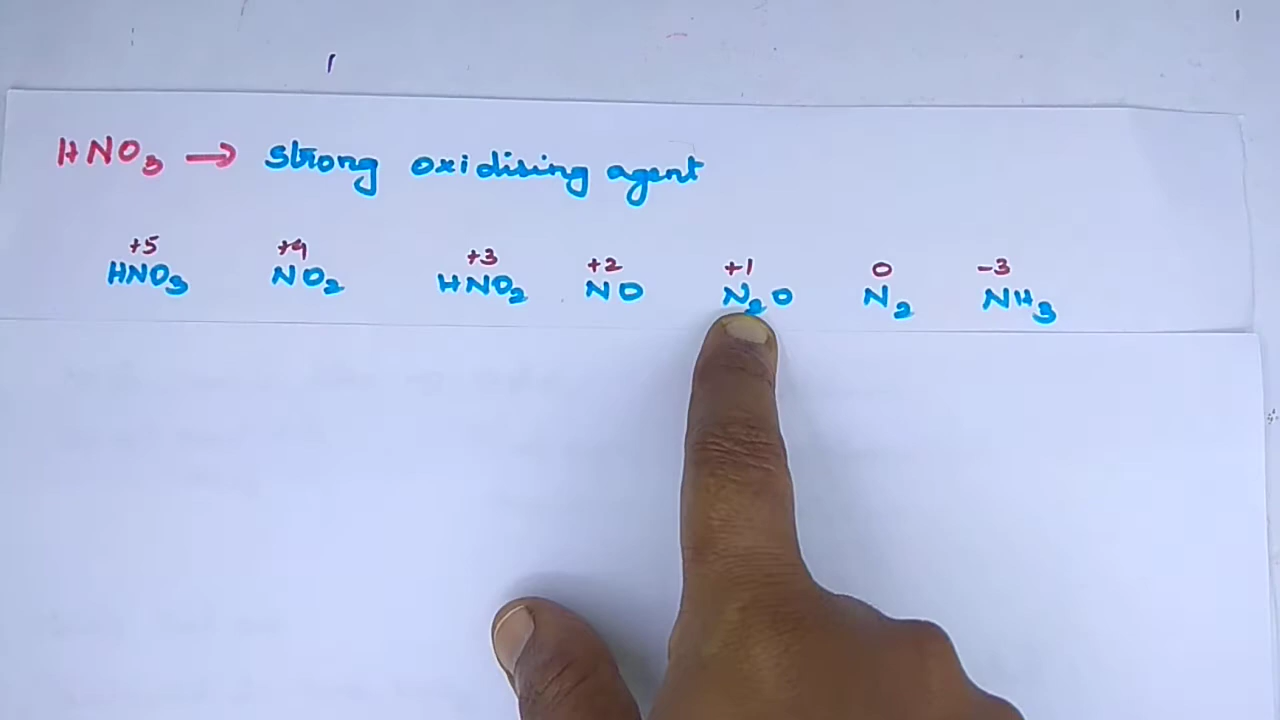 HNO3 → strong oxidising agent
+5 +4 +3 +2 +1 0 -3
HNO3 NO2 HNO2 NO N2O N2 NH3